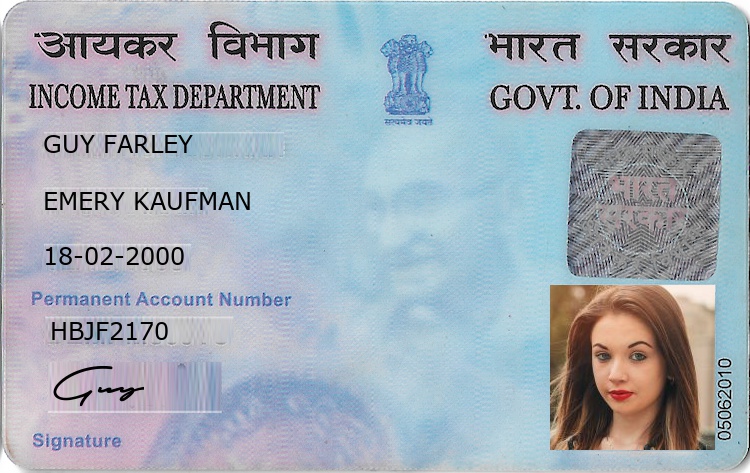 आयकर विभाग
INCOME TAX DEPARTMENT
सत्यमेव जयते
भारत सरकार
GOVT. OF INDIA
GUY FARLEY
EMERY KAUFMAN
18-02-2000
भारत
सरकार
Permanent Account Number
HBJF2170
Guy
Signature
05062010